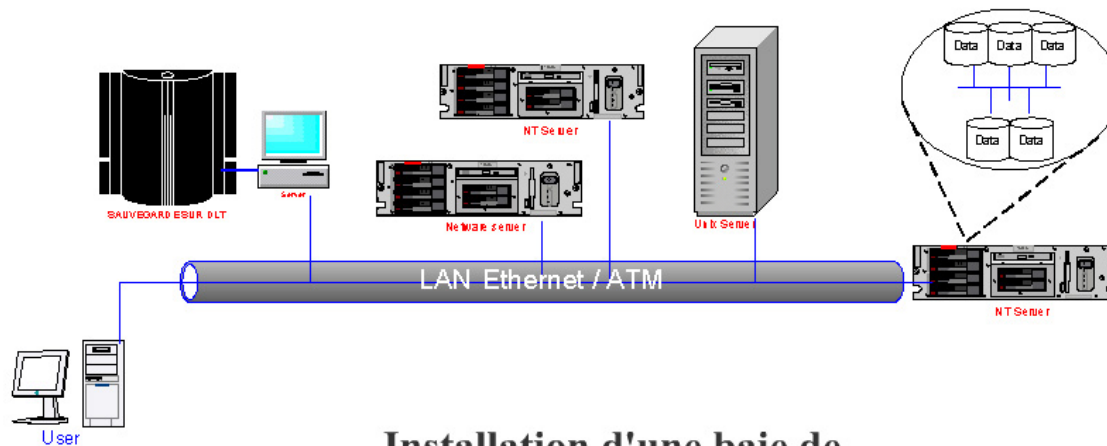 Data Data Data
Data Data
NT Server
SAUVEGARDE SUR DLT
Server
Netware server
Unix Server
LAN Ethernet / ATM
NT Server
User
Installation d'une baie de